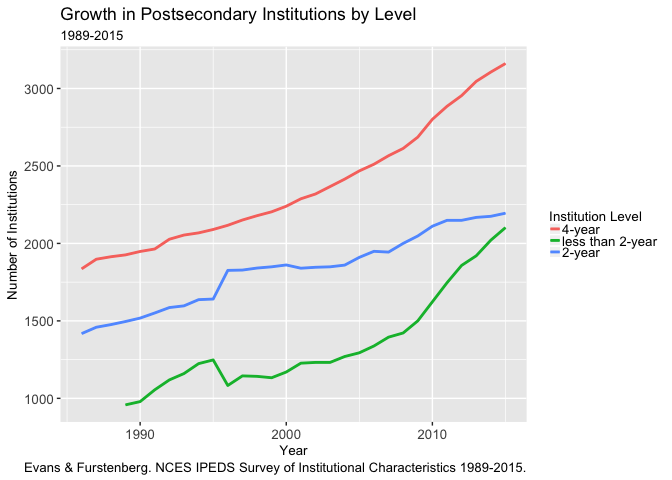 Growth in Postsecondary Institutions by Level
1989-2015
Number of Institutions
3000
2500
2000
1500
1000
1990
2000
2010
Year
Institution Level
4-year
less than 2-year
2-year
Evans & Furstenberg. NCES IPEDS Survey of Institutional Characteristics 1989-2015.